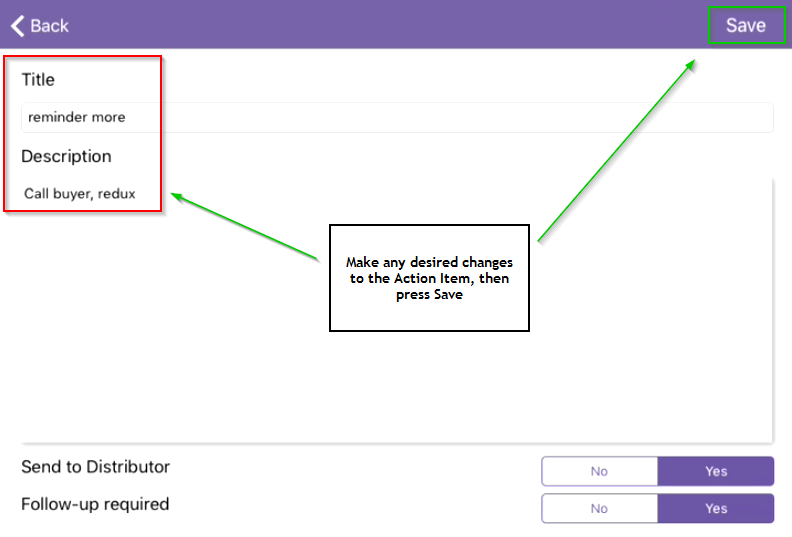 Back
Save
Title
reminder more
Description
Call buyer, redux
Make any desired changes
to the Action Item, then
press Save
Send to Distributor
No
Yes
Follow-up required
No
Yes